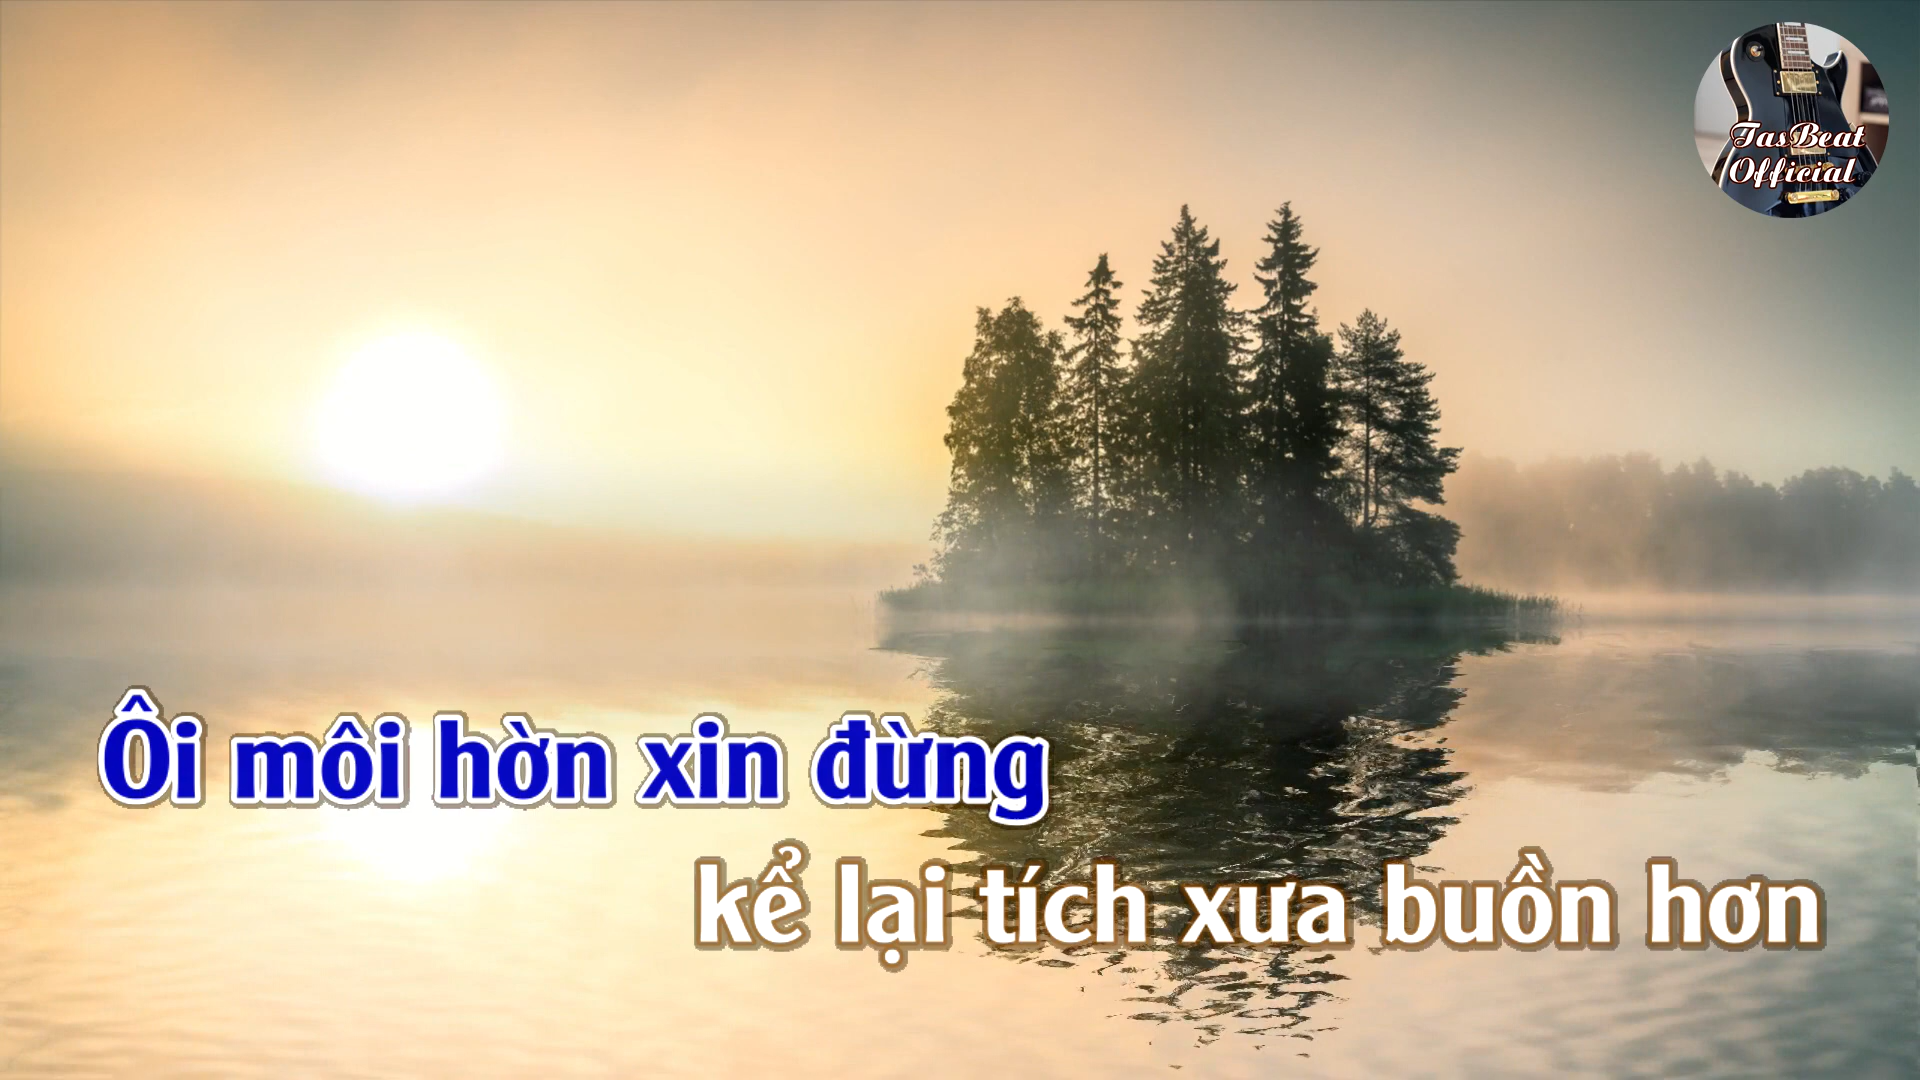 TasBeat
Official
Ôi môi hờn xin đừng
kể lại tích xưa buồn hơn